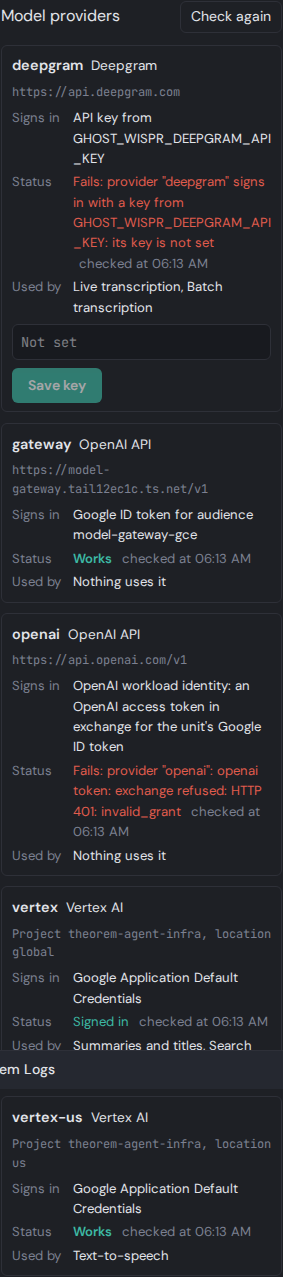 Model providers
Check again
deepgram Deepgram
https://api.deepgram.com
Signs in API key from
GHOST_WISPR_DEEPGRAM_API
_KEY
Status Fails: provider "deepgram" signs
in with a key from
GHOST_WISPR_DEEPGRAM_API
_KEY: its key is not set
checked at 06:13 AM
Used by Live transcription, Batch
transcription
Not set
Save key
gateway OpenAI API
https://model-
gateway.tail12ec1c.ts.net/v1
Signs in Google ID token for audience
model-gateway-gce
Status Works checked at 06:13 AM
Used by Nothing uses it
openai OpenAI API
https://api.openai.com/v1
Signs in OpenAI workload identity: an
OpenAI access token in
exchange for the unit's Google
ID token
Status Fails: provider "openai": openai
token: exchange refused: HTTP
401: invalid_grant checked at
06:13 AM
Used by Nothing uses it
vertex Vertex AI
Project theorem-agent-infra, location
global
Signs in Google Application Default
Credentials
Status Signed in checked at 06:13 AM
Used by Summaries and titles, Search
em Logs
vertex-us Vertex AI
Project theorem-agent-infra, location
us
Signs in Google Application Default
Credentials
Status Works checked at 06:13 AM
Used by Text-to-speech